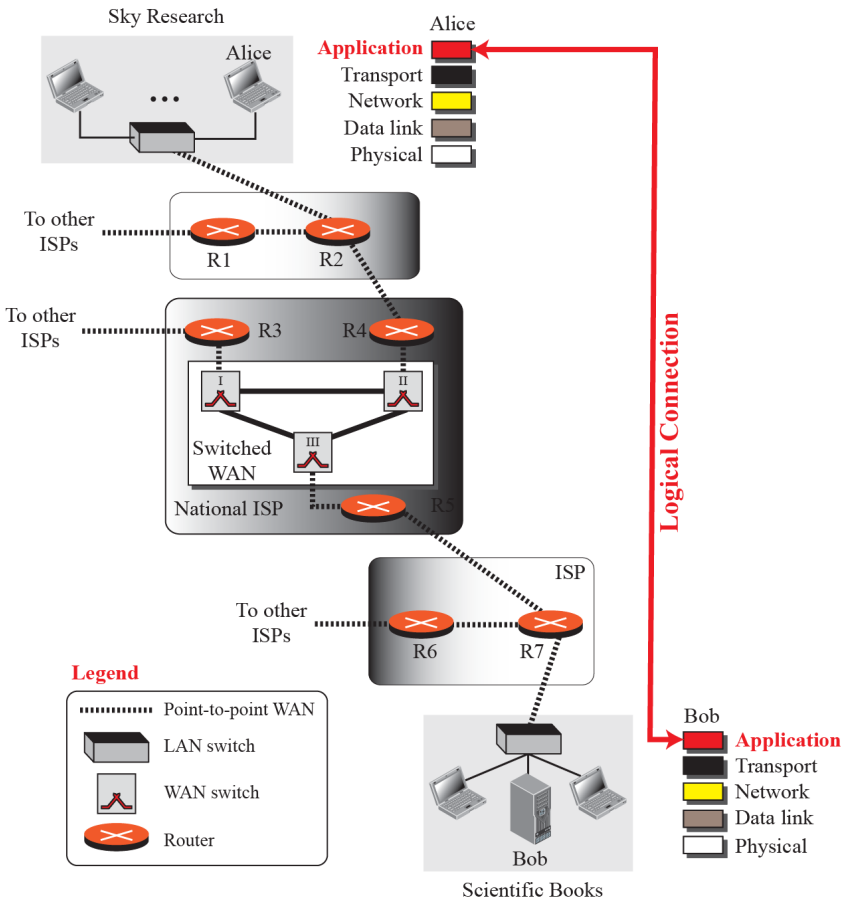 Sky Research
Alice
Alice
Application
Transport
Network
Data link
Physical
To other
ISPs
R1
R2
To other
ISPs
R3
R4
I
II
III
Switched
WAN
National ISP
R5
Logical Connection
ISP
To other
ISPs
R6
R7
Legend
Point-to-point WAN
LAN switch
WAN switch
Router
Bob
Scientific Books
Bob
Application
Transport
Network
Data link
Physical